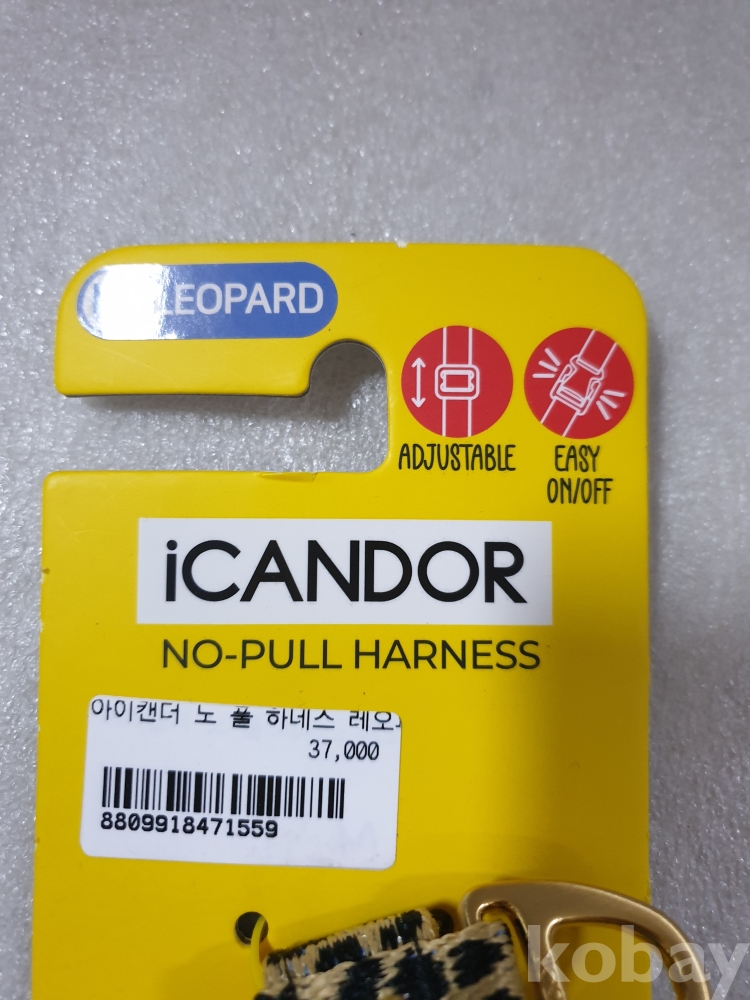 LEOPARD
ADJUSTABLE
EASY
ON/OFF
iCANDOR
NO-PULL HARNESS
아이캔더 노 풀 하네스
37,000
8809918471559
kobay